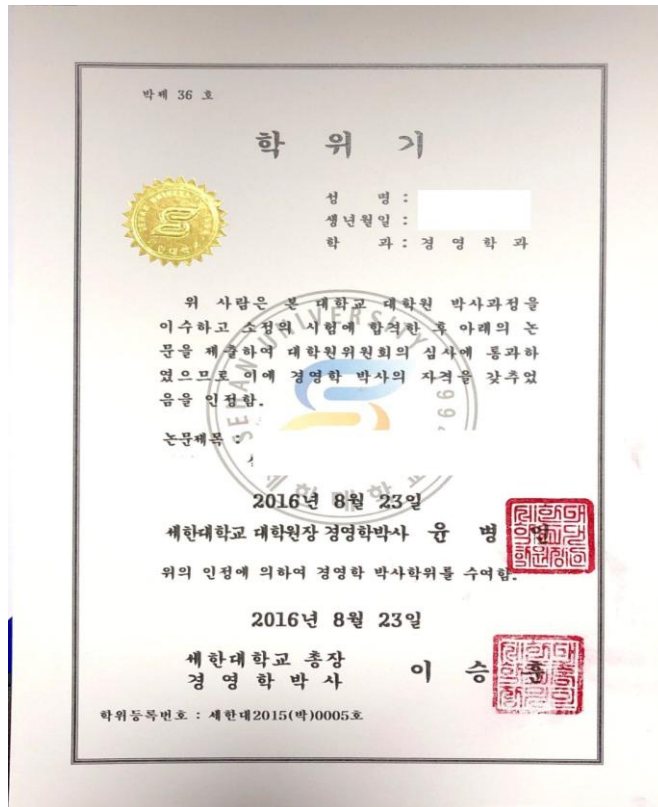 박제 36 호
학 위 기
성 명 :
생년월일 :
학 과 : 경 영 학 과
위 사람은 본 대학교 대학원 박사과정을
이수하고 소정의 시험에 합격한 후 아래의 논
문을 제출하여 대학원위원회의 심사에 통과하
였으므로 이에 경영학 박사의 자격을 갖추었
음을 인정함.
SEHAN UNIVERSITY 199
세한대학교
논문제목 :
2016년 8월 23일
세한대학교 대학원장 경영학박사 윤 병
위의 인정에 의하여 경영학 박사학위를 수여함.
2016년 8월 23일
세한대학교 총장
경 영 학 박 사 이 승 훈
학위등록번호 : 세한대2015(박)0005호